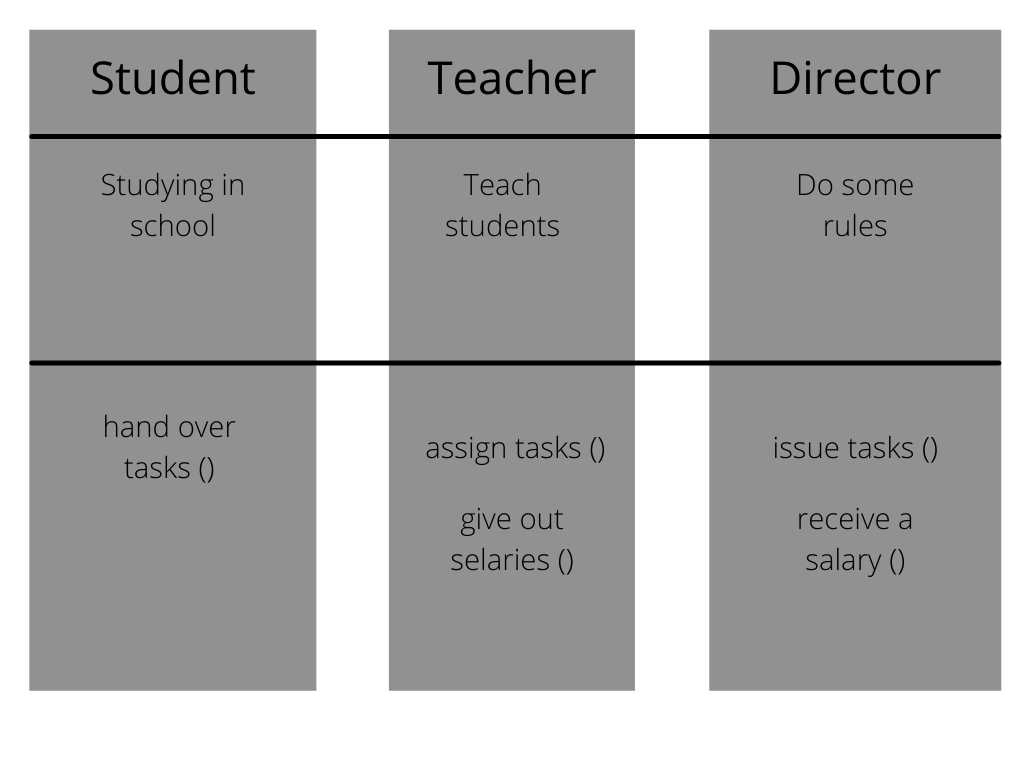 Student
Studying in
school
hand over
tasks ()
Teacher
Teach
students
assign tasks ()
give out
selaries ()
Director
Do some
rules
issue tasks ()
receive a
salary ()